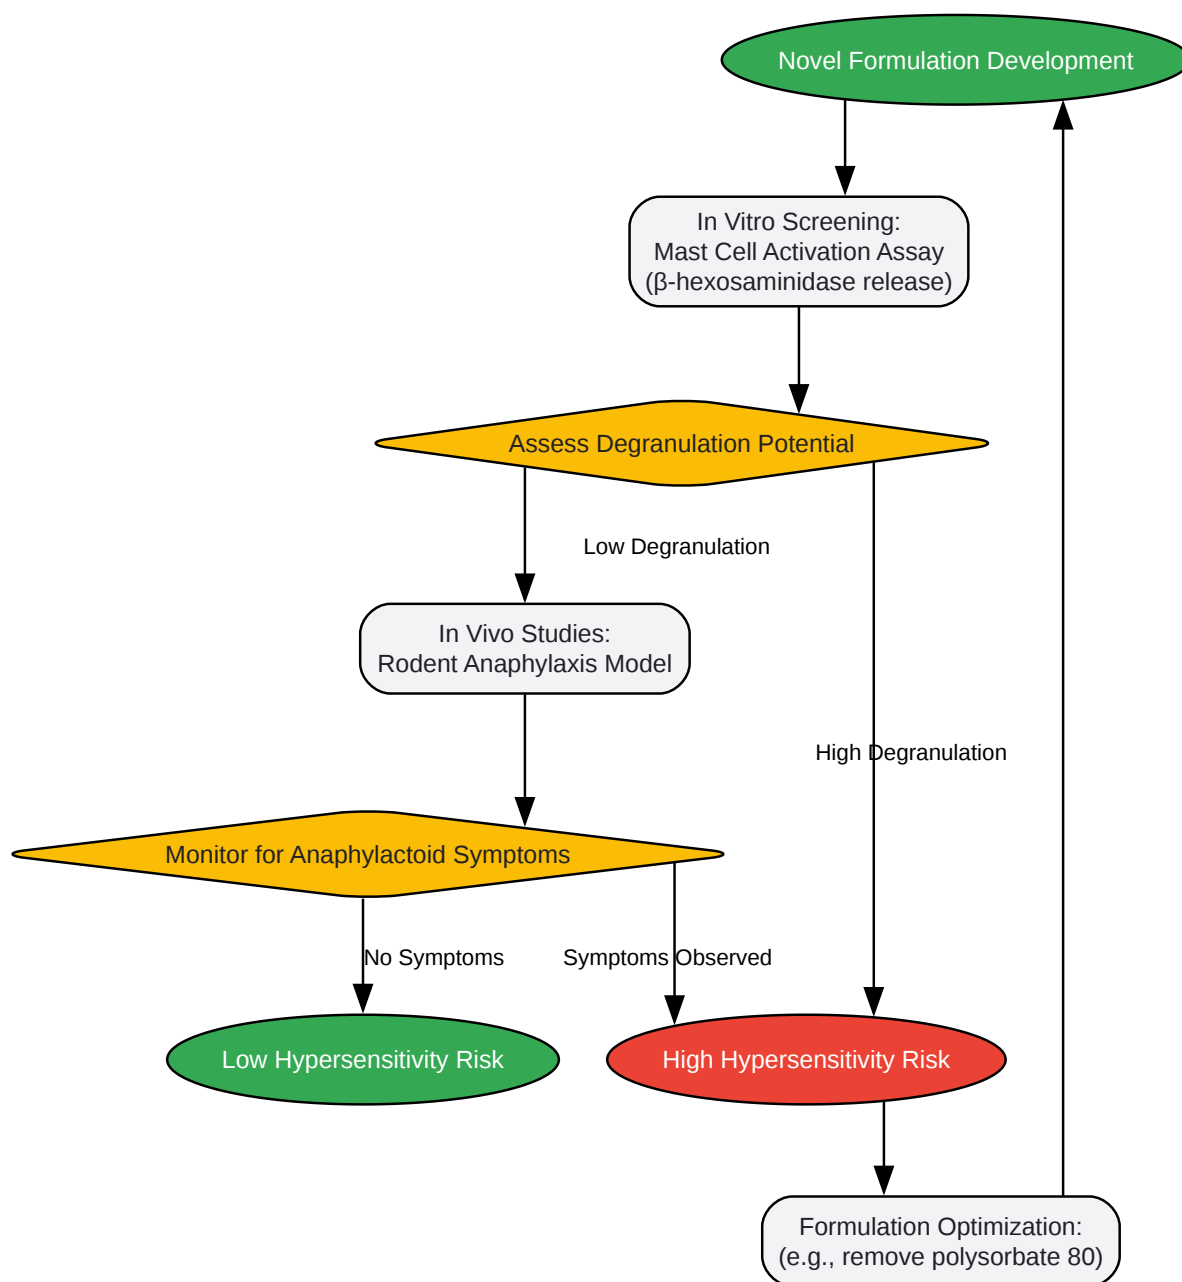 Novel Formulation Development
In Vitro Screening:
Mast Cell Activation Assay
(β-hexosaminidase release)
Assess Degranulation Potential
Low Degranulation
In Vivo Studies:
Rodent Anaphylaxis Model
High Degranulation
Monitor for Anaphylactoid Symptoms
No Symptoms
Symptoms Observed
Low Hypersensitivity Risk
High Hypersensitivity Risk
Formulation Optimization:
(e.g., remove polysorbate 80)